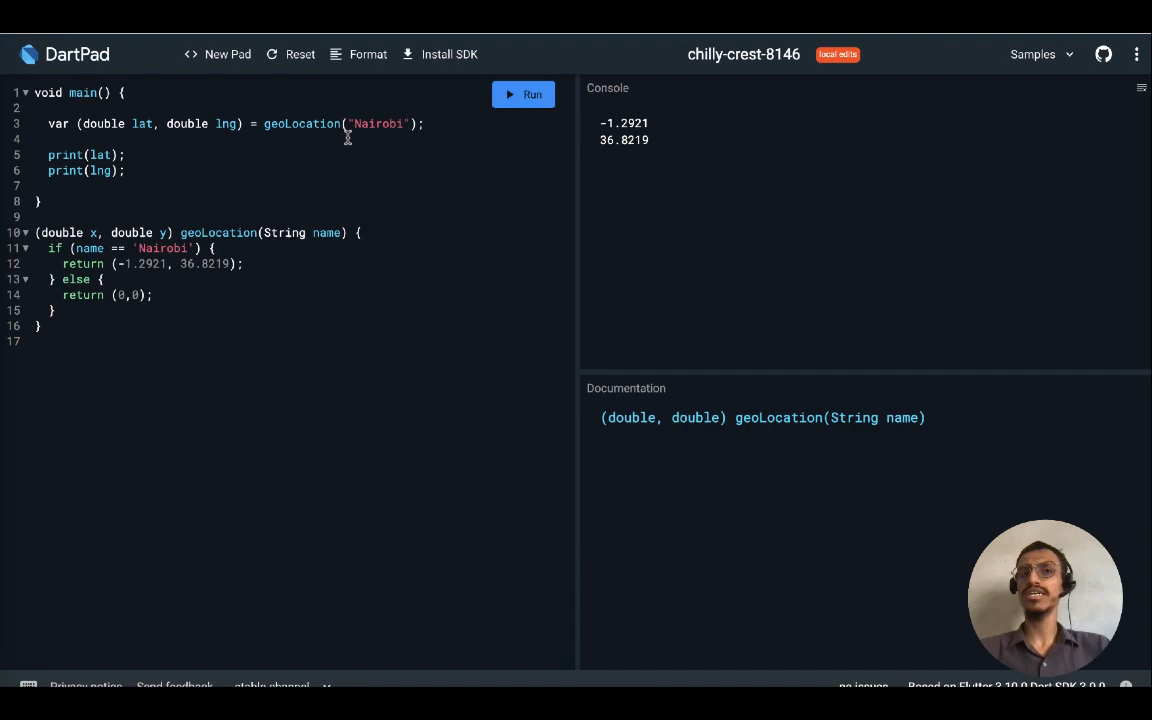 DartPad
New Pad
Reset
Format
Install SDK
chilly-crest-8146
local edits
Samples
1 void main() {
Run
2
3 var (double lat, double lng) = geoLocation("Nairobi");
4
5 print(lat);
6 print(lng);
7
8 }
9
10 (double x, double y) geoLocation(String name) {
11 if (name == 'Nairobi') {
12 return (-1.2921, 36.8219);
13 } else {
14 return (0,0);
15 }
16 }
17
Console
-1.2921
36.8219
Documentation
(double, double) geoLocation(String name)
Privacy notice
Send feedback
stable channel
no issues
Based on Flutter 3.10.0 Dart SDK 3.0.0